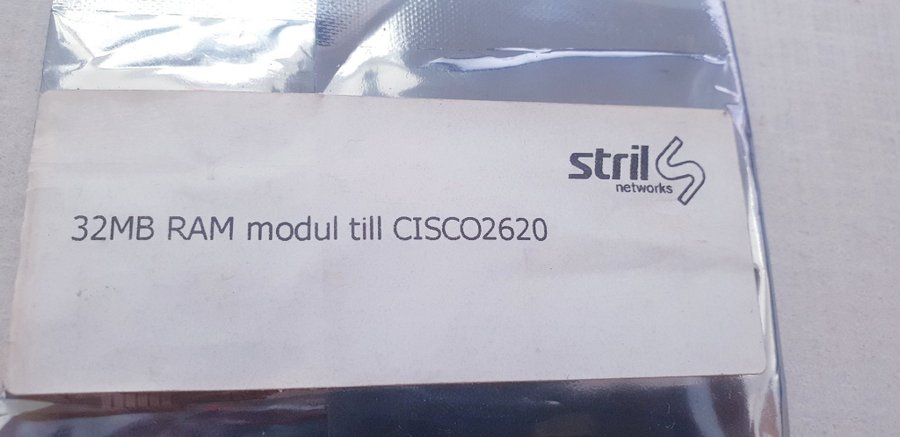 stril
networks
32MB RAM modul till CISCO2620